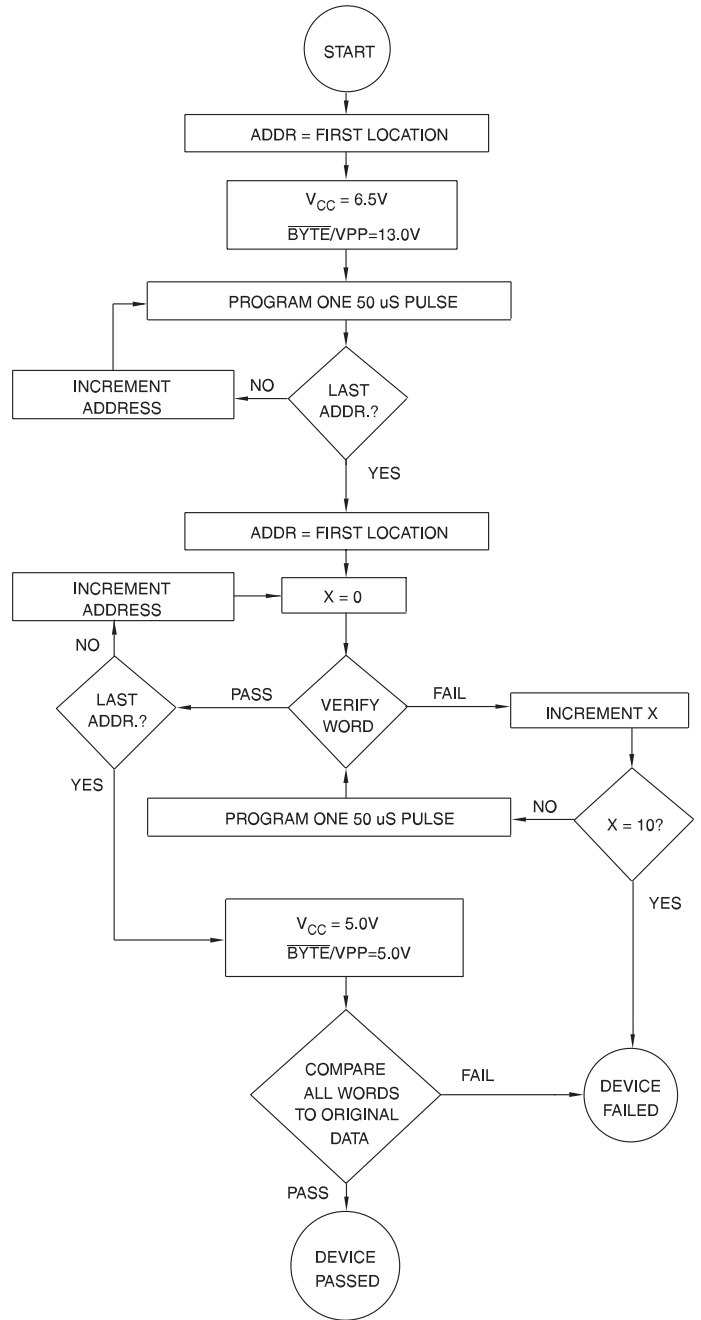 START
ADDR = FIRST LOCATION
VCC = 6.5V
BYTE/VPP=13.0V
PROGRAM ONE 50 uS PULSE
INCREMENT
ADDRESS
NO
LAST
ADDR.?
YES
ADDR = FIRST LOCATION
INCREMENT
ADDRESS
X = 0
NO
LAST
ADDR.?
PASS
VERIFY
WORD
FAIL
INCREMENT X
YES
PROGRAM ONE 50 uS PULSE
NO
X = 10?
YES
VCC = 5.0V
BYTE/VPP=5.0V
COMPARE
ALL WORDS
TO ORIGINAL
DATA
FAIL
DEVICE
FAILED
PASS
DEVICE
PASSED